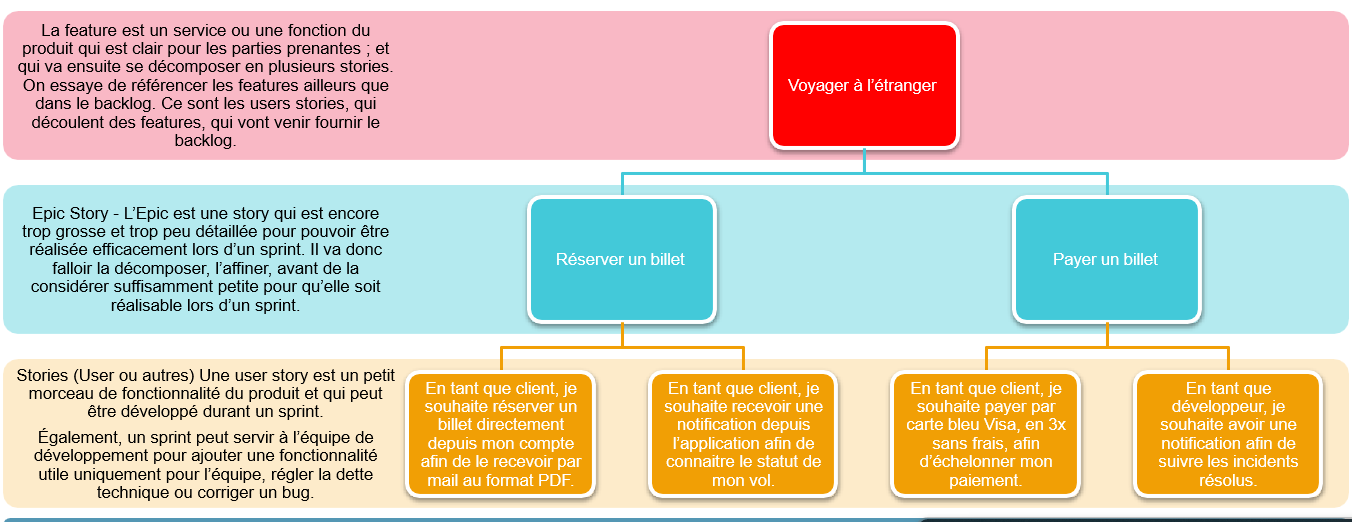 La feature est un service ou une fonction du
produit qui est clair pour les parties prenantes ; et
qui va ensuite se décomposer en plusieurs stories.
On essaye de référencer les features ailleurs que
dans le backlog. Ce sont les users stories, qui
découlent des features, qui vont venir fournir le
backlog.
Voyager à l’étranger
Epic Story - L’Epic est une story qui est encore
trop grosse et trop peu détaillée pour pouvoir être
réalisée efficacement lors d’un sprint. Il va donc
falloir la décomposer, l’affiner, avant de la
considérer suffisamment petite pour qu’elle soit
réalisable lors d’un sprint.
Réserver un billet
Payer un billet
Stories (User ou autres) Une user story est un petit
morceau de fonctionnalité du produit et qui peut
être développé durant un sprint.
Également, un sprint peut servir à l’équipe de
développement pour ajouter une fonctionnalité
utile uniquement pour l’équipe, régler la dette
technique ou corriger un bug.
En tant que client, je
souhaite réserver un
billet directement
depuis mon compte
afin de le recevoir par
mail au format PDF.
En tant que client, je
souhaite recevoir une
notification depuis
l’application afin de
connaitre le statut de
mon vol.
En tant que client, je
souhaite payer par
carte bleu Visa, en 3x
sans frais, afin
d’échelonner mon
paiement.
En tant que
développeur, je
souhaite avoir une
notification afin de
suivre les incidents
résolus.